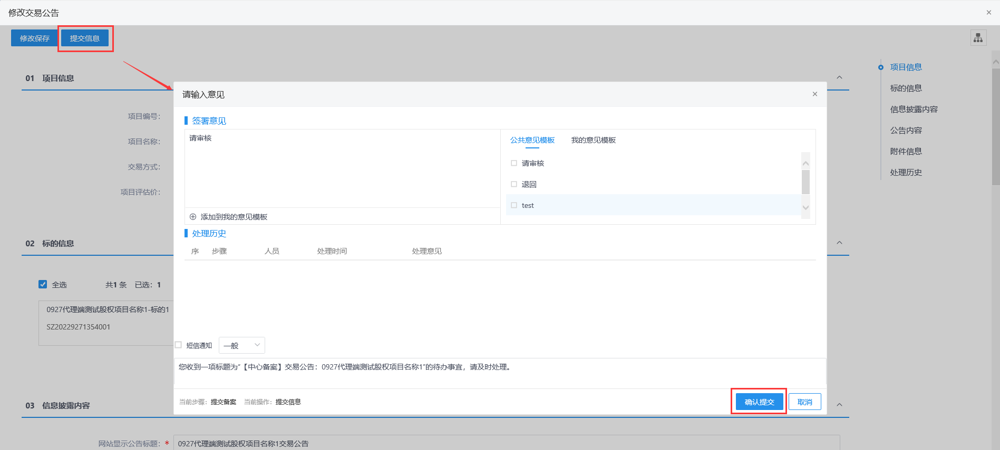 修改交易公告
修改保存 提交信息
01 项目信息
项目编号：
项目名称：
交易方式：
项目评估价：
02 标的信息
全选 共1 条 已选：1
0927代理端测试股权项目名称1-标的1
SZ20229271354001
03 信息披露内容
网站显示公告标题：* 0927代理端测试股权项目名称1交易公告
项目信息
标的信息
信息披露内容
公告内容
附件信息
处理历史
请输入意见
签署意见
请审核
添加到我的意见模板
公共意见模板 我的意见模板
请审核
退回
test
处理历史
序 步骤 人员 处理时间 处理意见
短信通知 一般
您收到一项标题为"【中心备案】交易公告：0927代理端测试股权项目名称1"的待办事宜，请及时处理。
当前步骤：提交备案 当前操作：提交信息
确认提交 取消